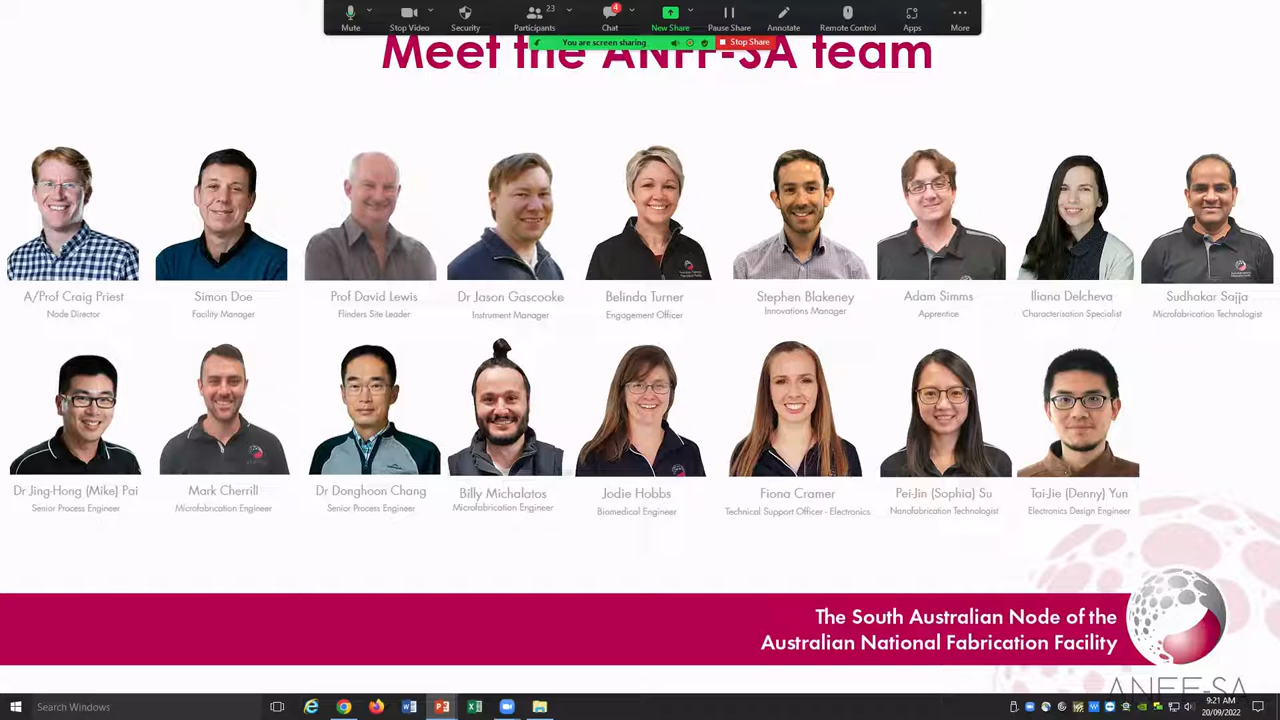 Mute
Stop Video
Security
23
Participants
4
Chat
New Share
Pause Share
Annotate
Remote Control
Apps
More
You are screen sharing
Stop Share
Meet the ANFF-SA team
A/Prof Craig Priest
Node Director
Simon Doe
Facility Manager
Prof David Lewis
Flinders Site Leader
Dr Jason Gascooke
Instrument Manager
Belinda Turner
Engagement Officer
Stephen Blakeney
Innovations Manager
Adam Simms
Apprentice
Iliana Delcheva
Characterisation Specialist
Sudhakar Sajja
Microfabrication Technologist
Dr Jing-Hong (Mike) Pai
Senior Process Engineer
Mark Cherrill
Microfabrication Engineer
Dr Donghoon Chang
Senior Process Engineer
Billy Michalatos
Microfabrication Engineer
Jodie Hobbs
Biomedical Engineer
Fiona Cramer
Technical Support Officer - Electronics
Pei-Jin (Sophia) Su
Nanofabrication Technologist
Tai-Jie (Denny) Yun
Electronics Design Engineer
The South Australian Node of the
Australian National Fabrication Facility
ANFF-SA
Search Windows
9:21 AM
20/09/2022